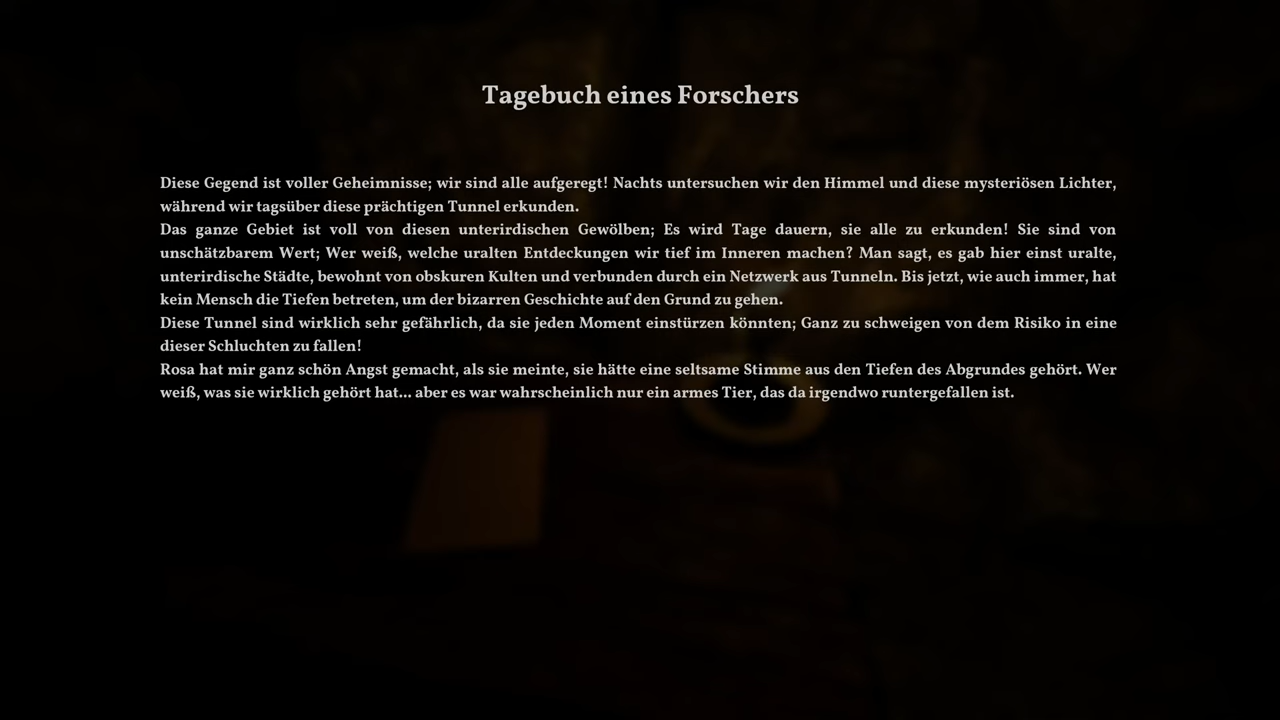 Tagebuch eines Forschers
Diese Gegend ist voller Geheimnisse; wir sind alle aufgeregt! Nachts untersuchen wir den Himmel und diese mysteriösen Lichter,
während wir tagsüber diese prächtigen Tunnel erkunden.
Das ganze Gebiet ist voll von diesen unterirdischen Gewölben; Es wird Tage dauern, sie alle zu erkunden! Sie sind von
unschätzbarem Wert; Wer weiß, welche uralten Entdeckungen wir tief im Inneren machen? Man sagt, es gab hier einst uralte,
unterirdische Städte, bewohnt von obskuren Kulten und verbunden durch ein Netzwerk aus Tunneln. Bis jetzt, wie auch immer, hat
kein Mensch die Tiefen betreten, um der bizarren Geschichte auf den Grund zu gehen.
Diese Tunnel sind wirklich sehr gefährlich, da sie jeden Moment einstürzen könnten; Ganz zu schweigen von dem Risiko in eine
dieser Schluchten zu fallen!
Rosa hat mir ganz schön Angst gemacht, als sie meinte, sie hätte eine seltsame Stimme aus den Tiefen des Abgrundes gehört. Wer
weiß, was sie wirklich gehört hat... aber es war wahrscheinlich nur ein armes Tier, das da irgendwo runtergefallen ist.